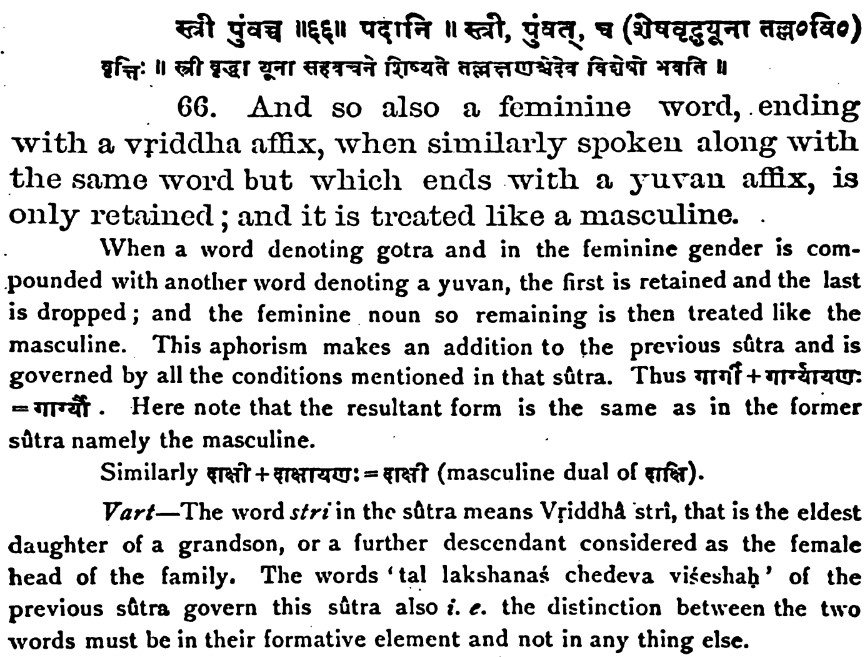 स्त्री पुंवच्च ॥६६॥ पदानि ॥ स्त्री, पुंवत्, च (शेषवृद्धयूना तल्ल०वि०)
वृत्तिः ॥ स्त्री वृद्धा यूना सहवचने शिष्यते तल्लक्षणश्चेदेव विशेषो भवति ॥
66. And so also a feminine word, ending
with a vṛiddha affix, when similarly spoken along with
the same word but which ends with a yuvan affix, is
only retained; and it is treated like a masculine.
When a word denoting gotra and in the feminine gender is com-
pounded with another word denoting a yuvan, the first is retained and the last
is dropped; and the feminine noun so remaining is then treated like the
masculine. This aphorism makes an addition to the previous sûtra and is
governed by all the conditions mentioned in that sûtra. Thus गार्गी+गार्ग्यायणः
=गार्ग्यौ. Here note that the resultant form is the same as in the former
sûtra namely the masculine.
Similarly दाक्षी+दाक्षायणः=दाक्षी (masculine dual of दाक्षि).
Vart—The word stri in the sûtra means Vṛiddhâ strî, that is the eldest
daughter of a grandson, or a further descendant considered as the female
head of the family. The words 'tal lakshanaś chedeva viśeshaḥ' of the
previous sûtra govern this sûtra also i. e. the distinction between the two
words must be in their formative element and not in any thing else.